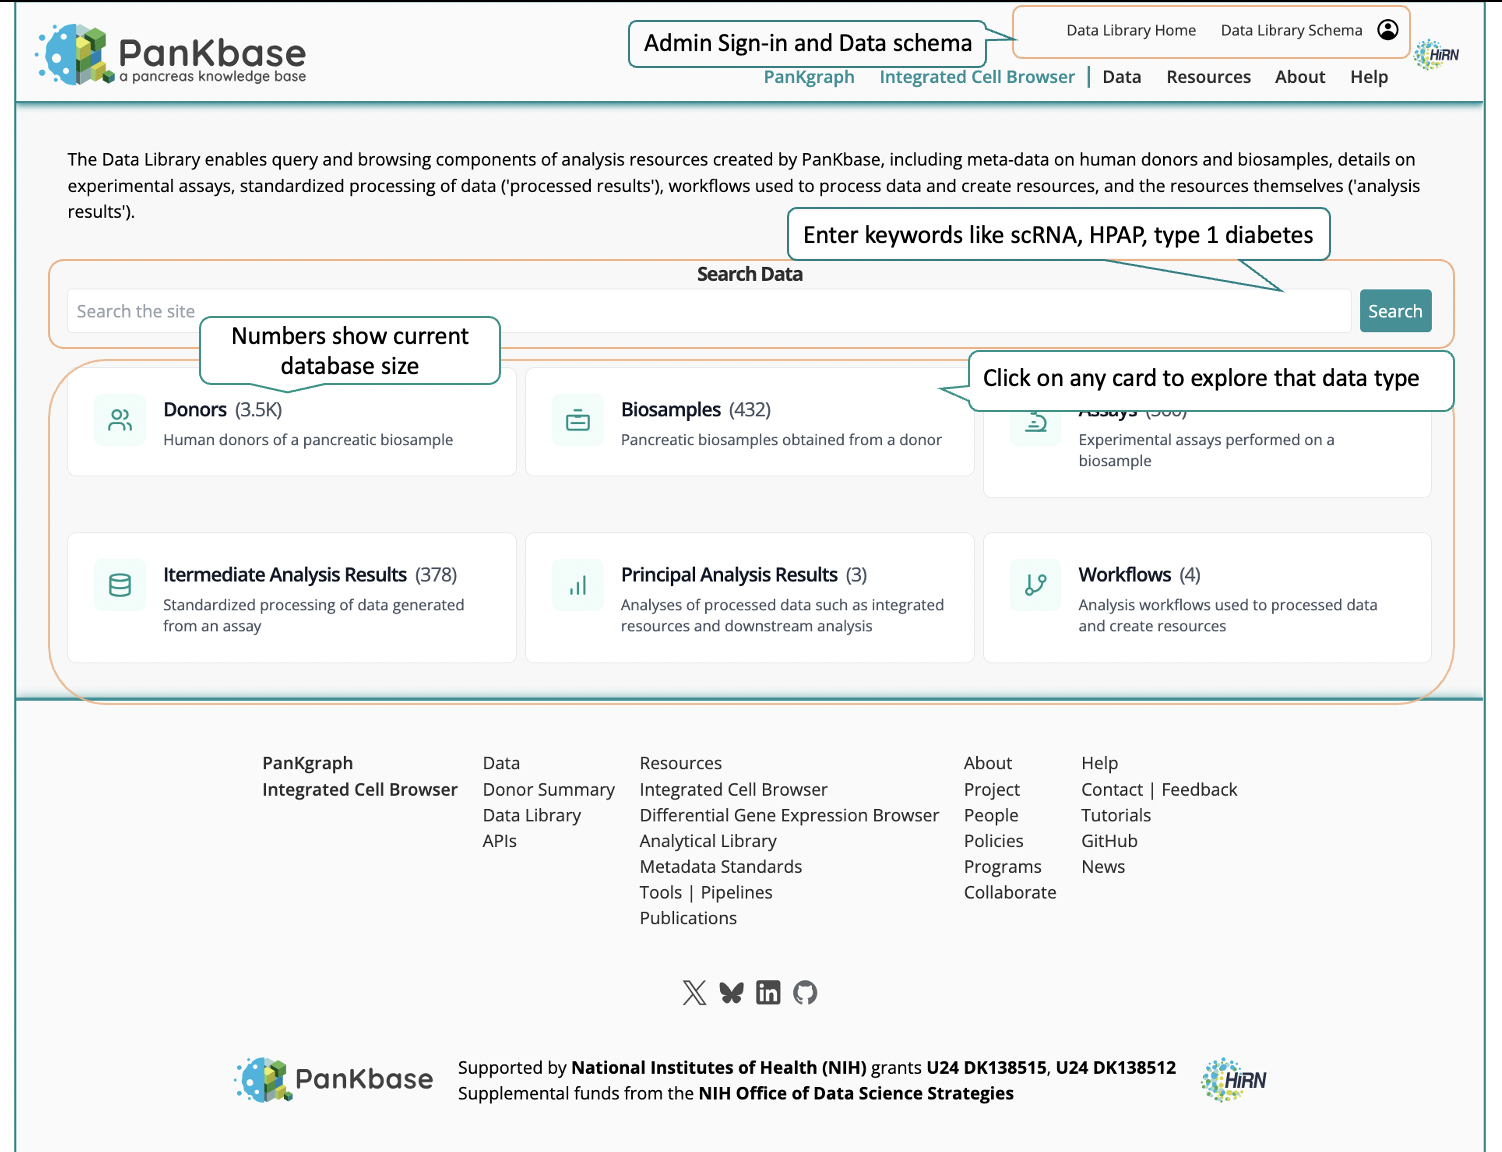 PanKbase
a pancreas knowledge base
Admin Sign-in and Data schema
Data Library Home Data Library Schema
HiRN
PanKgraph Integrated Cell Browser Data Resources About Help
The Data Library enables query and browsing components of analysis resources created by PanKbase, including meta-data on human donors and biosamples, details on
experimental assays, standardized processing of data ('processed results'), workflows used to process data and create resources, and the resources themselves ('analysis
results').
Enter keywords like scRNA, HPAP, type 1 diabetes
Search Data
Search the site
Search
Numbers show current
database size
Click on any card to explore that data type
Donors (3.5K)
Human donors of a pancreatic biosample
Biosamples (432)
Pancreatic biosamples obtained from a donor
Assays
Experimental assays performed on a
biosample
Itermediate Analysis Results (378)
Standardized processing of data generated
from an assay
Principal Analysis Results (3)
Analyses of processed data such as integrated
resources and downstream analysis
Workflows (4)
Analysis workflows used to processed data
and create resources
PanKgraph
Integrated Cell Browser
Data
Donor Summary
Data Library
APIs
Resources
Integrated Cell Browser
Differential Gene Expression Browser
Analytical Library
Metadata Standards
Tools | Pipelines
Publications
About
Project
People
Policies
Programs
Collaborate
Help
Contact | Feedback
Tutorials
GitHub
News
PanKbase
Supported by National Institutes of Health (NIH) grants U24 DK138515, U24 DK138512
Supplemental funds from the NIH Office of Data Science Strategies
HiRN